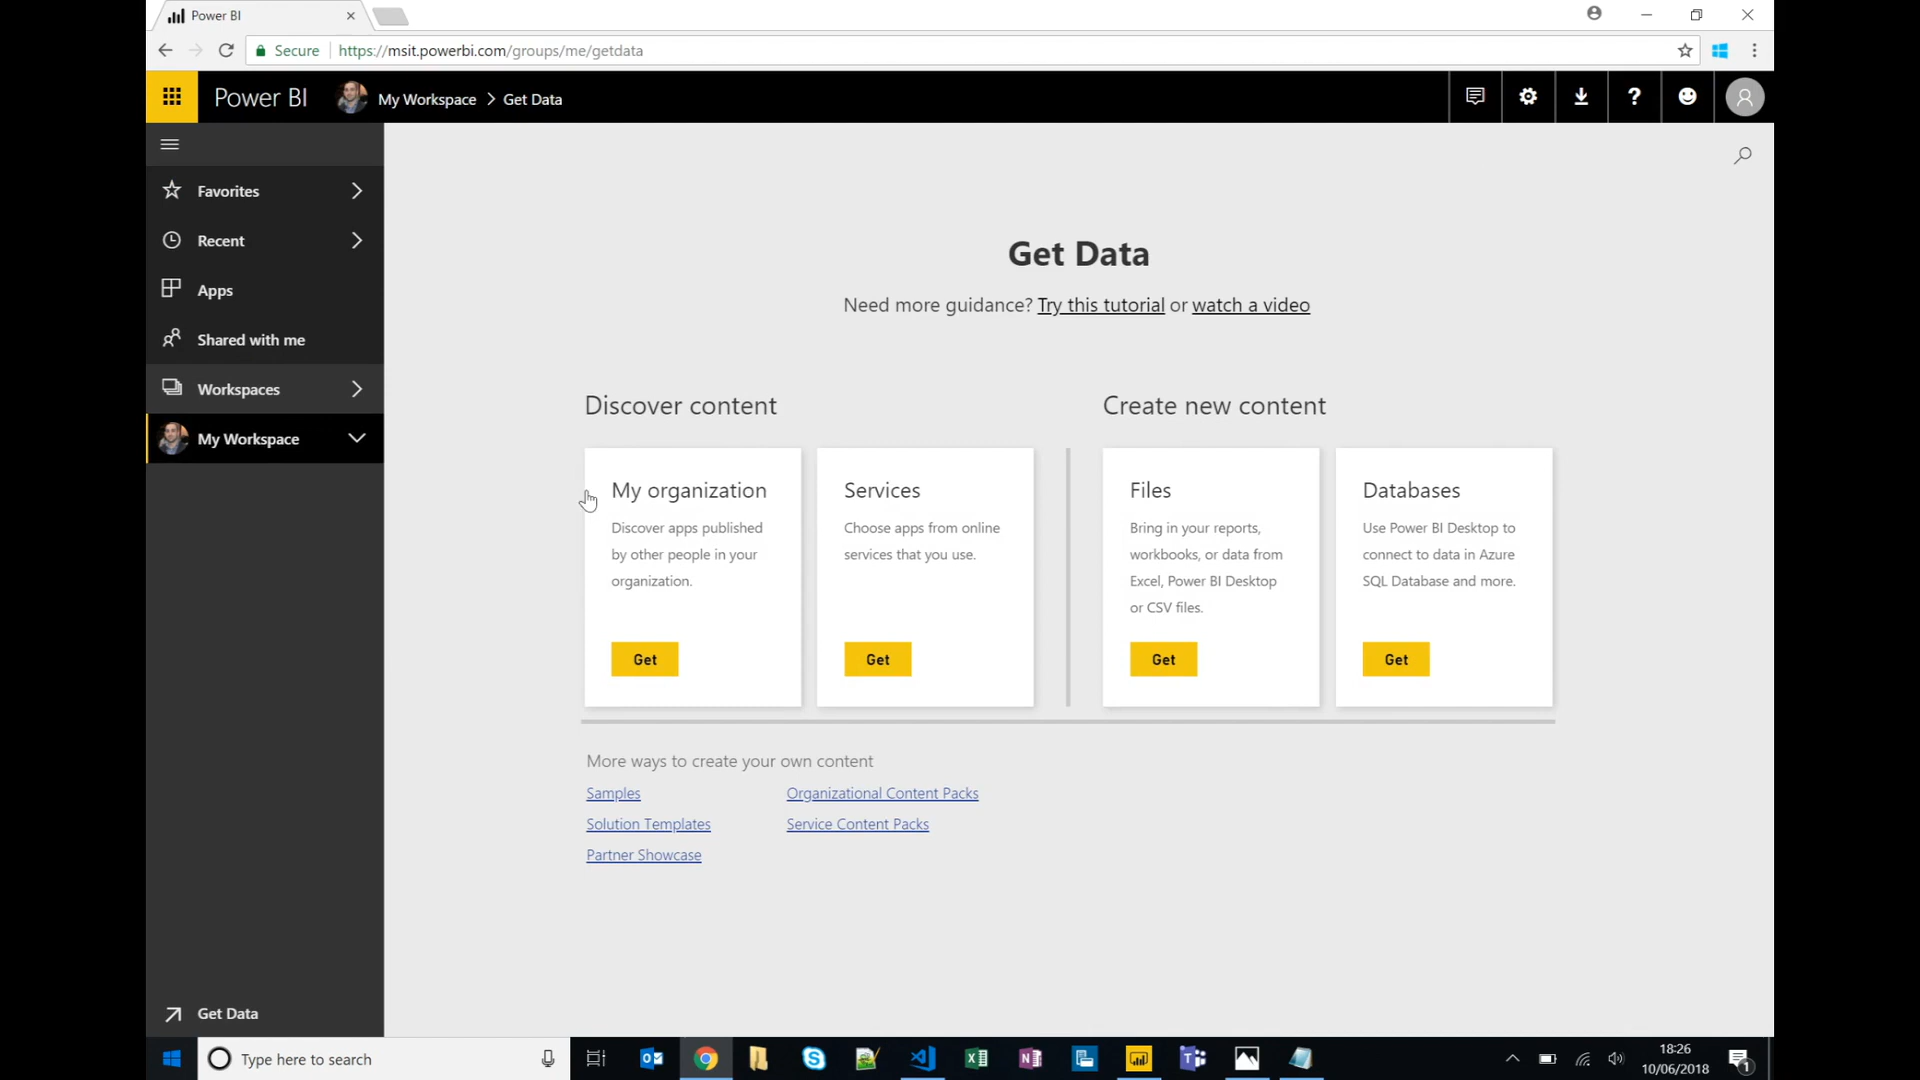 Power BI
Secure https://msit.powerbi.com/groups/me/getdata
Power BI My Workspace > Get Data
Favorites
Recent
Apps
Shared with me
Workspaces
My Workspace
Get Data
Get Data
Need more guidance? Try this tutorial or watch a video
Discover content
My organization
Discover apps published
by other people in your
organization.
Get
Services
Choose apps from online
services that you use.
Get
Create new content
Files
Bring in your reports,
workbooks, or data from
Excel, Power BI Desktop
or CSV files.
Get
Databases
Use Power BI Desktop to
connect to data in Azure
SQL Database and more.
Get
More ways to create your own content
Samples
Solution Templates
Partner Showcase
Organizational Content Packs
Service Content Packs
Type here to search
18:26
10/06/2018
1